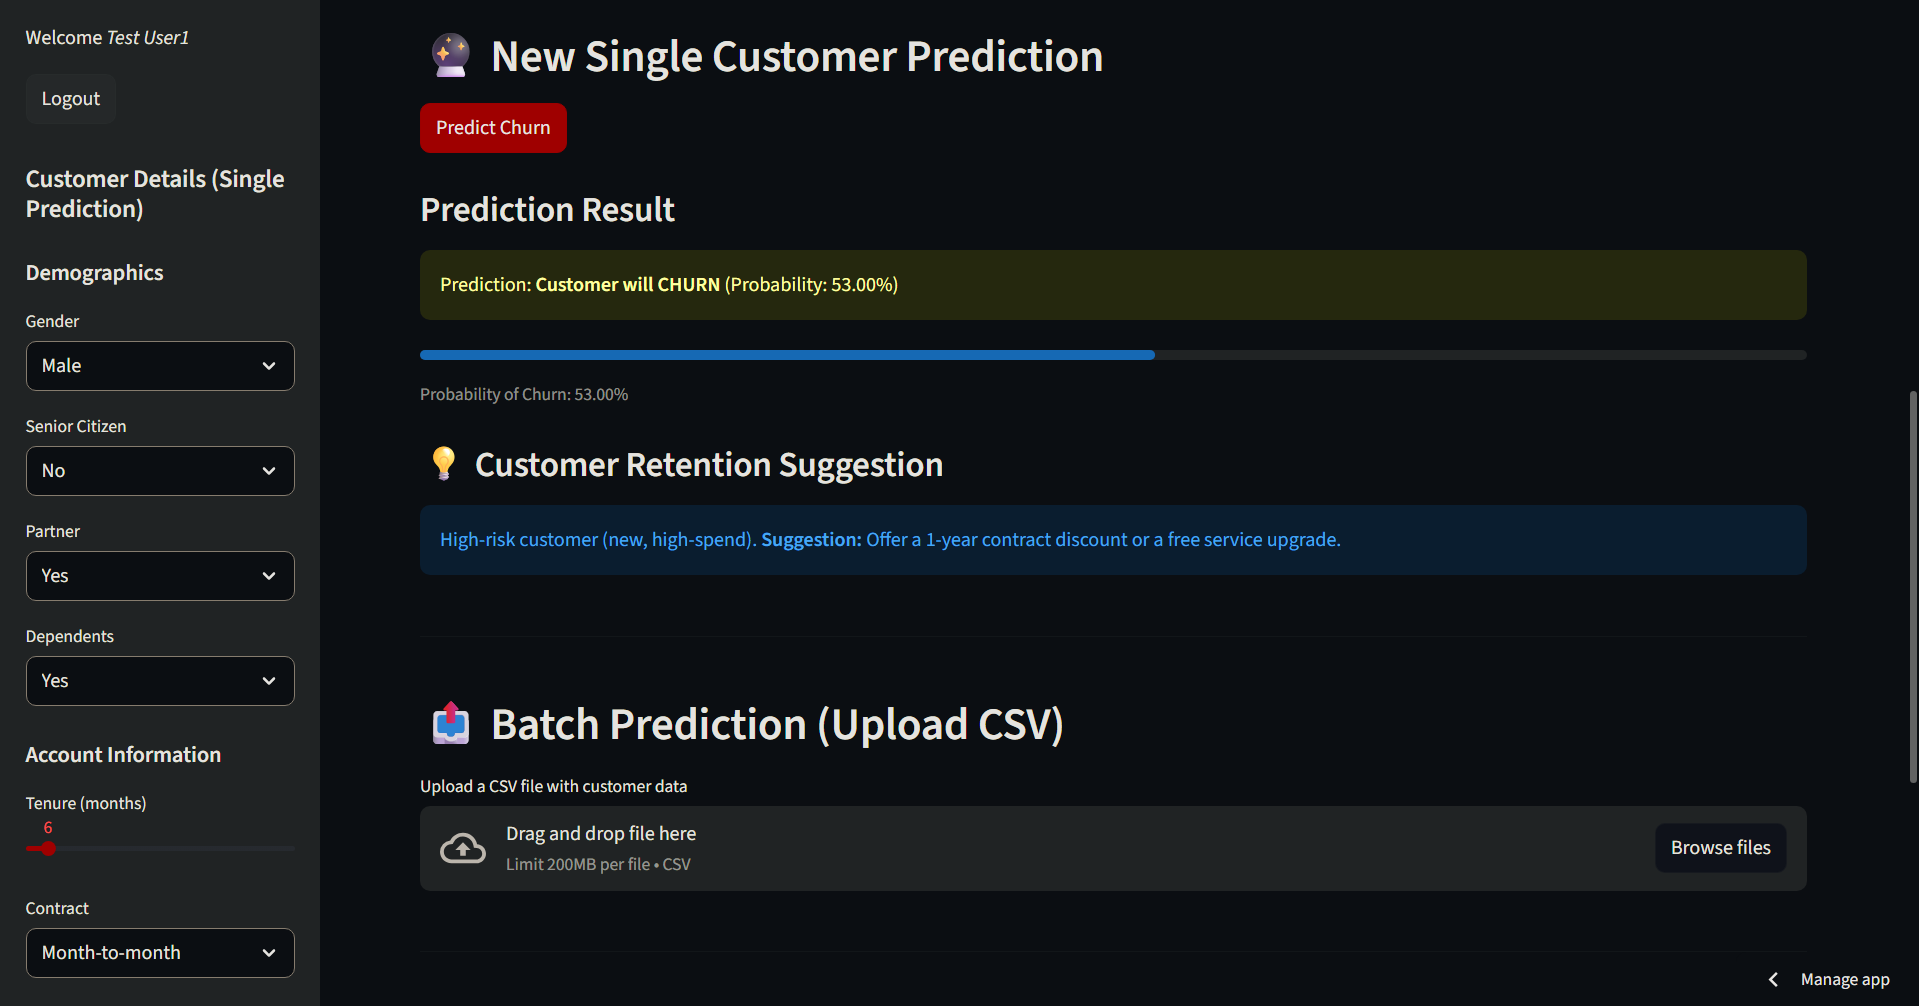 Welcome Test User1
Logout
Customer Details (Single
Prediction)
Demographics
Gender
Male
Senior Citizen
No
Partner
Yes
Dependents
Yes
Account Information
Tenure (months)
6
Contract
Month-to-month
New Single Customer Prediction
Predict Churn
Prediction Result
Prediction: Customer will CHURN (Probability: 53.00%)
Probability of Churn: 53.00%
Customer Retention Suggestion
High-risk customer (new, high-spend). Suggestion: Offer a 1-year contract discount or a free service upgrade.
Batch Prediction (Upload CSV)
Upload a CSV file with customer data
Drag and drop file here
Limit 200MB per file • CSV
Browse files
Manage app